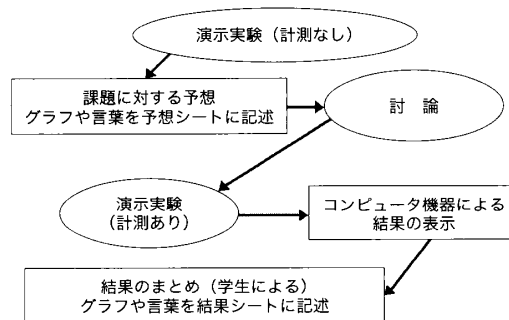 演示実験（計測なし）
課題に対する予想
グラフや言葉を予想シートに記述
討　論
演示実験
（計測あり）
コンピュータ機器による
結果の表示
結果のまとめ（学生による）
グラフや言葉を結果シートに記述